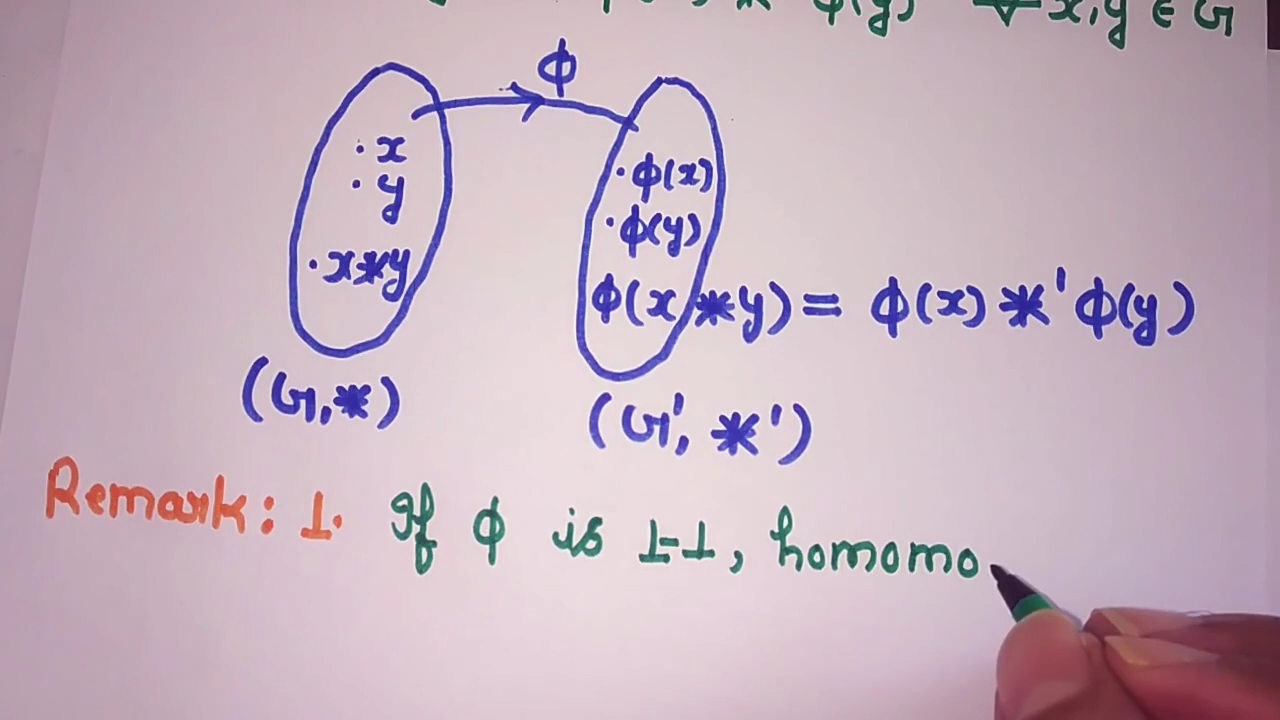 * φ(y) ∀ x,y ∈ G
φ
· x
· y
· x*y
· φ(x)
· φ(y)
φ(x*y) = φ(x) *' φ(y)
(G,*)
(G', *')
Remark: 1. If φ is 1-1, homomo